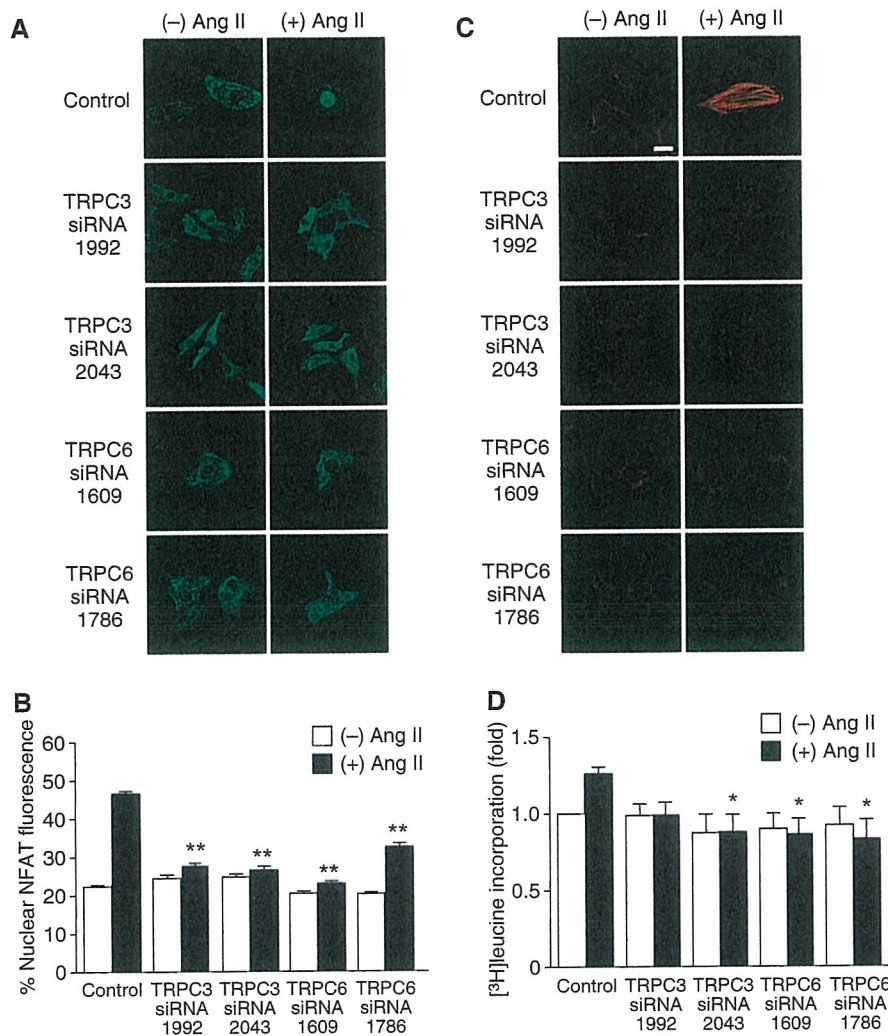 A
(–) Ang II
(+) Ang II
Control
TRPC3
siRNA
1992
TRPC3
siRNA
2043
TRPC6
siRNA
1609
TRPC6
siRNA
1786
C
(–) Ang II
(+) Ang II
Control
TRPC3
siRNA
1992
TRPC3
siRNA
2043
TRPC6
siRNA
1609
TRPC6
siRNA
1786
B
% Nuclear NFAT fluorescence
60
50
40
30
20
10
0
(–) Ang II
(+) Ang II
**
**
**
**
Control
TRPC3
siRNA
1992
TRPC3
siRNA
2043
TRPC6
siRNA
1609
TRPC6
siRNA
1786
D
[³H]leucine incorporation (fold)
1.5
1.0
0.5
0
(–) Ang II
(+) Ang II
*
*
*
Control
TRPC3
siRNA
1992
TRPC3
siRNA
2043
TRPC6
siRNA
1609
TRPC6
siRNA
1786